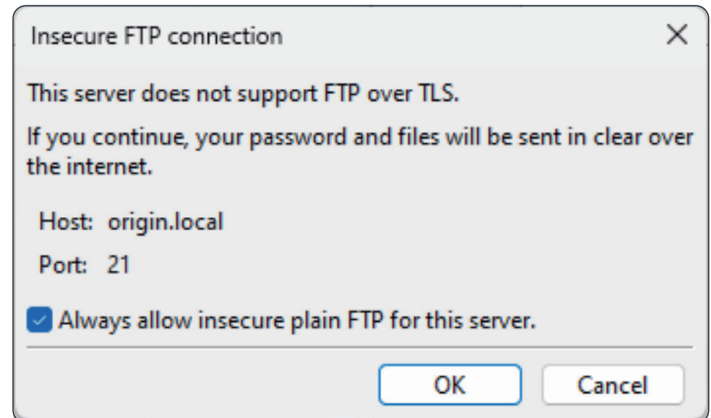 Insecure FTP connection
This server does not support FTP over TLS.
If you continue, your password and files will be sent in clear over
the internet.
Host: origin.local
Port: 21
Always allow insecure plain FTP for this server.
OK Cancel